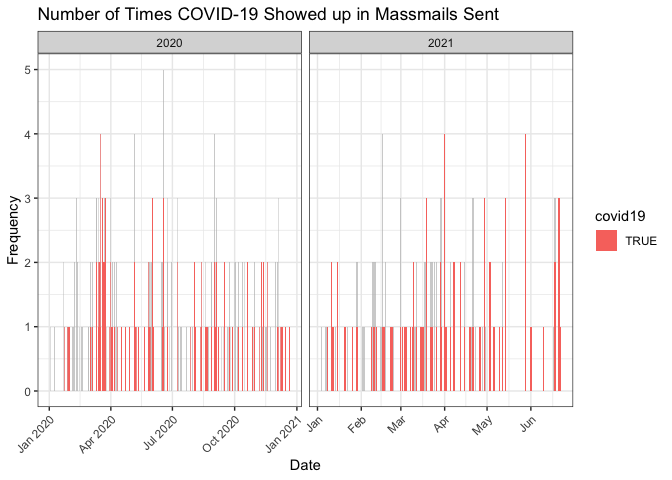 Number of Times COVID-19 Showed up in Massmails Sent
2020
2021
5
4
3
2
1
0
Frequency
Jan 2020
Apr 2020
Jul 2020
Oct 2020
Jan 2021
Jan
Feb
Mar
Apr
May
Jun
Date
covid19
TRUE